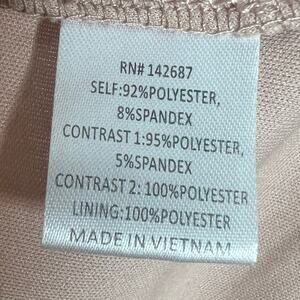 RN# 142687
SELF:92%POLYESTER,
8%SPANDEX
CONTRAST 1:95%POLYESTER,
5%SPANDEX
CONTRAST 2: 100%POLYESTER
LINING:100%POLYESTER
MADE IN VIETNAM